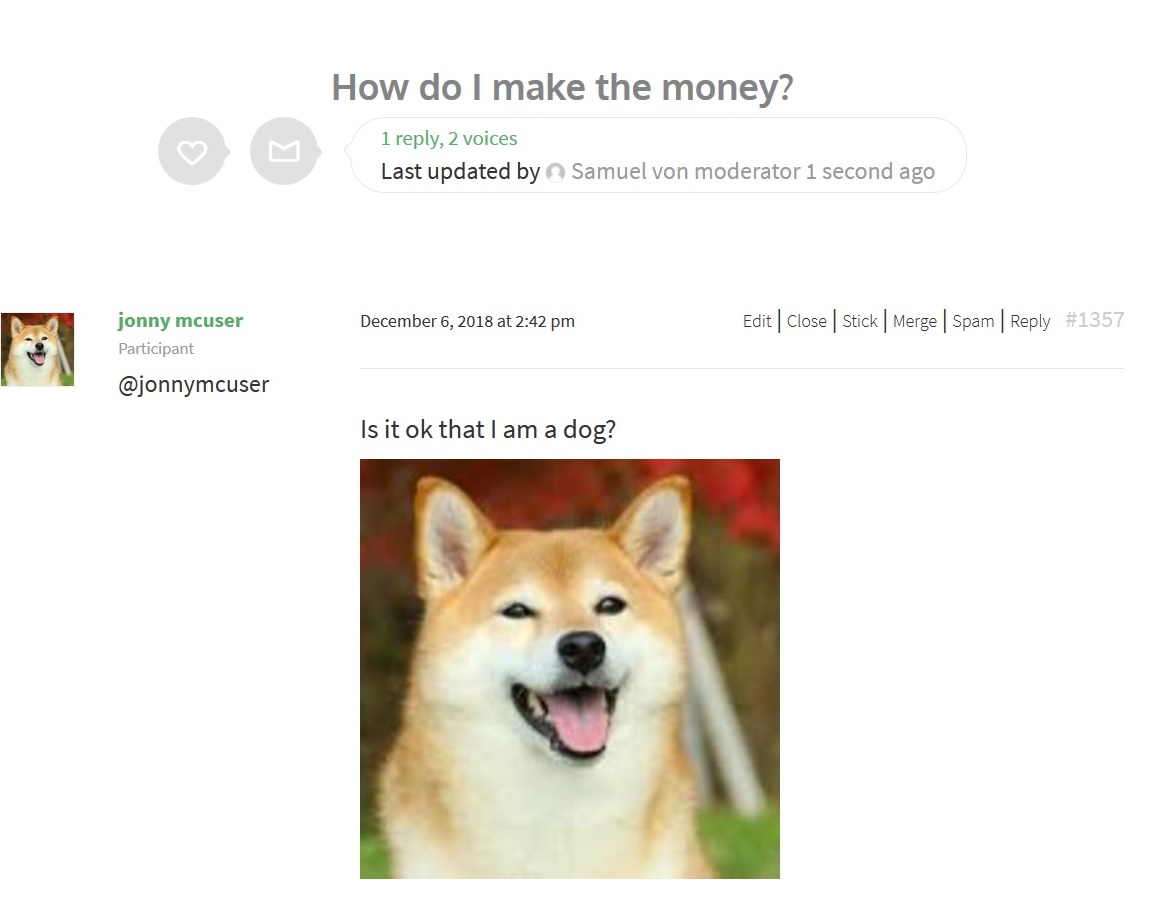 How do I make the money?
1 reply, 2 voices
Last updated by Samuel von moderator 1 second ago
jonny mcuser
Participant
@jonnymcuser
December 6, 2018 at 2:42 pm
Edit | Close | Stick | Merge | Spam | Reply #1357
Is it ok that I am a dog?